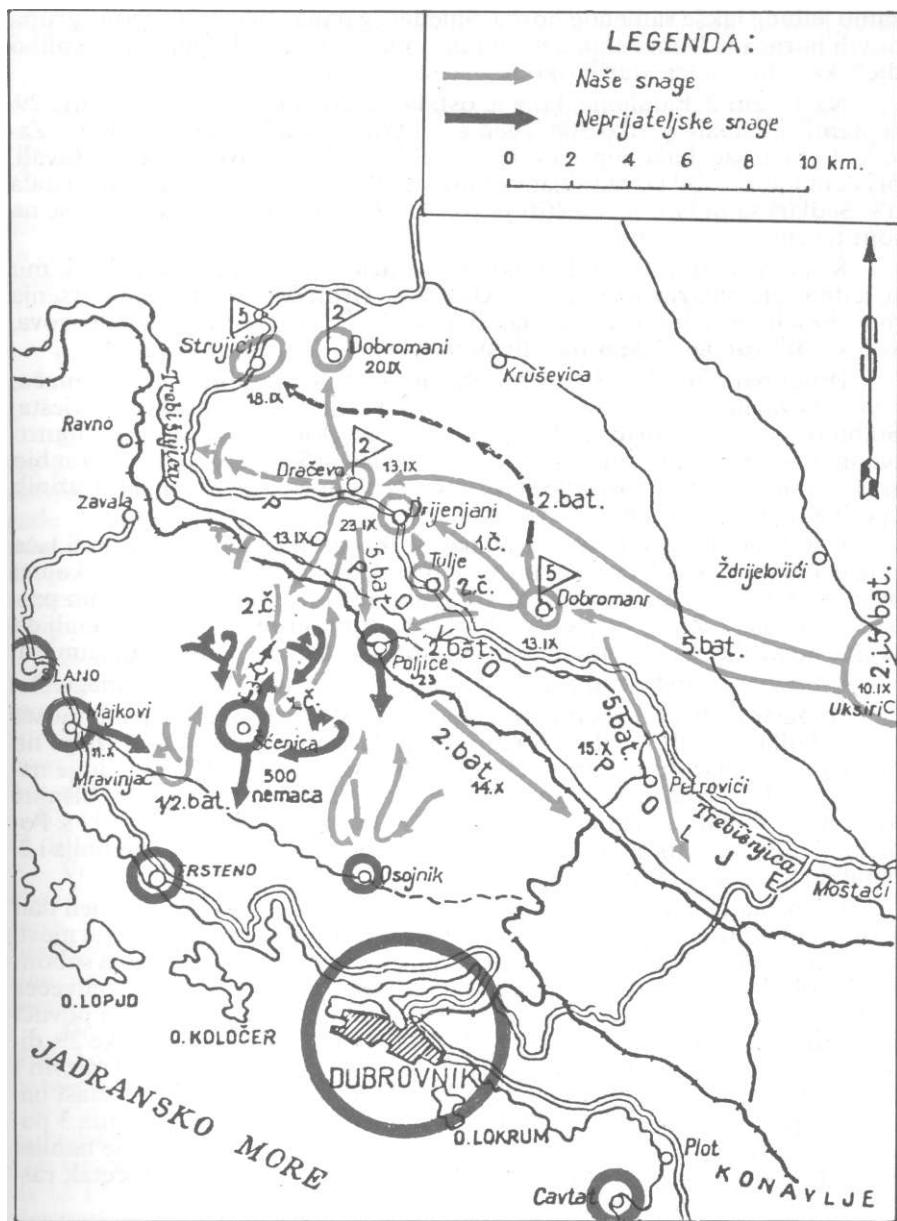 LEGENDA:
Naše snage
Neprijateljske snage
0 2 4 6 8 10 km.
S
5
2
Strujići
Dobromani
20.IX
18.IX
Kruševica
Trebišnjica
Ravno
2
Dračevo
13.IX
Zavala
P
Drijenjani
2.bat.
23.IX
13.IX
O
1.č.
5.bat.
P
Tulje
2.č.
5
Ždrijelovići
2.č
O
Dobromani
2.i 5.bat.
13.IX
5.bat.
2.bat.
O
O
Poljice
23
10.IX
Uksirić
SLANO
1.č.
Majkovi
Šćenica
5.bat.
11.X
2.bat.
15.X
P
500
nemaca
Mravinjac
1/2 bat.
14.X
Petrovići
O
L
Trebišnjica
J
E
Mostaći
TRSTENO
Osojnik
O.LOPUD
O.KOLOČER
DUBROVNIK
JADRANSKO MORE
O.LOKRUM
Plot
KONAVLJE
Cavtat